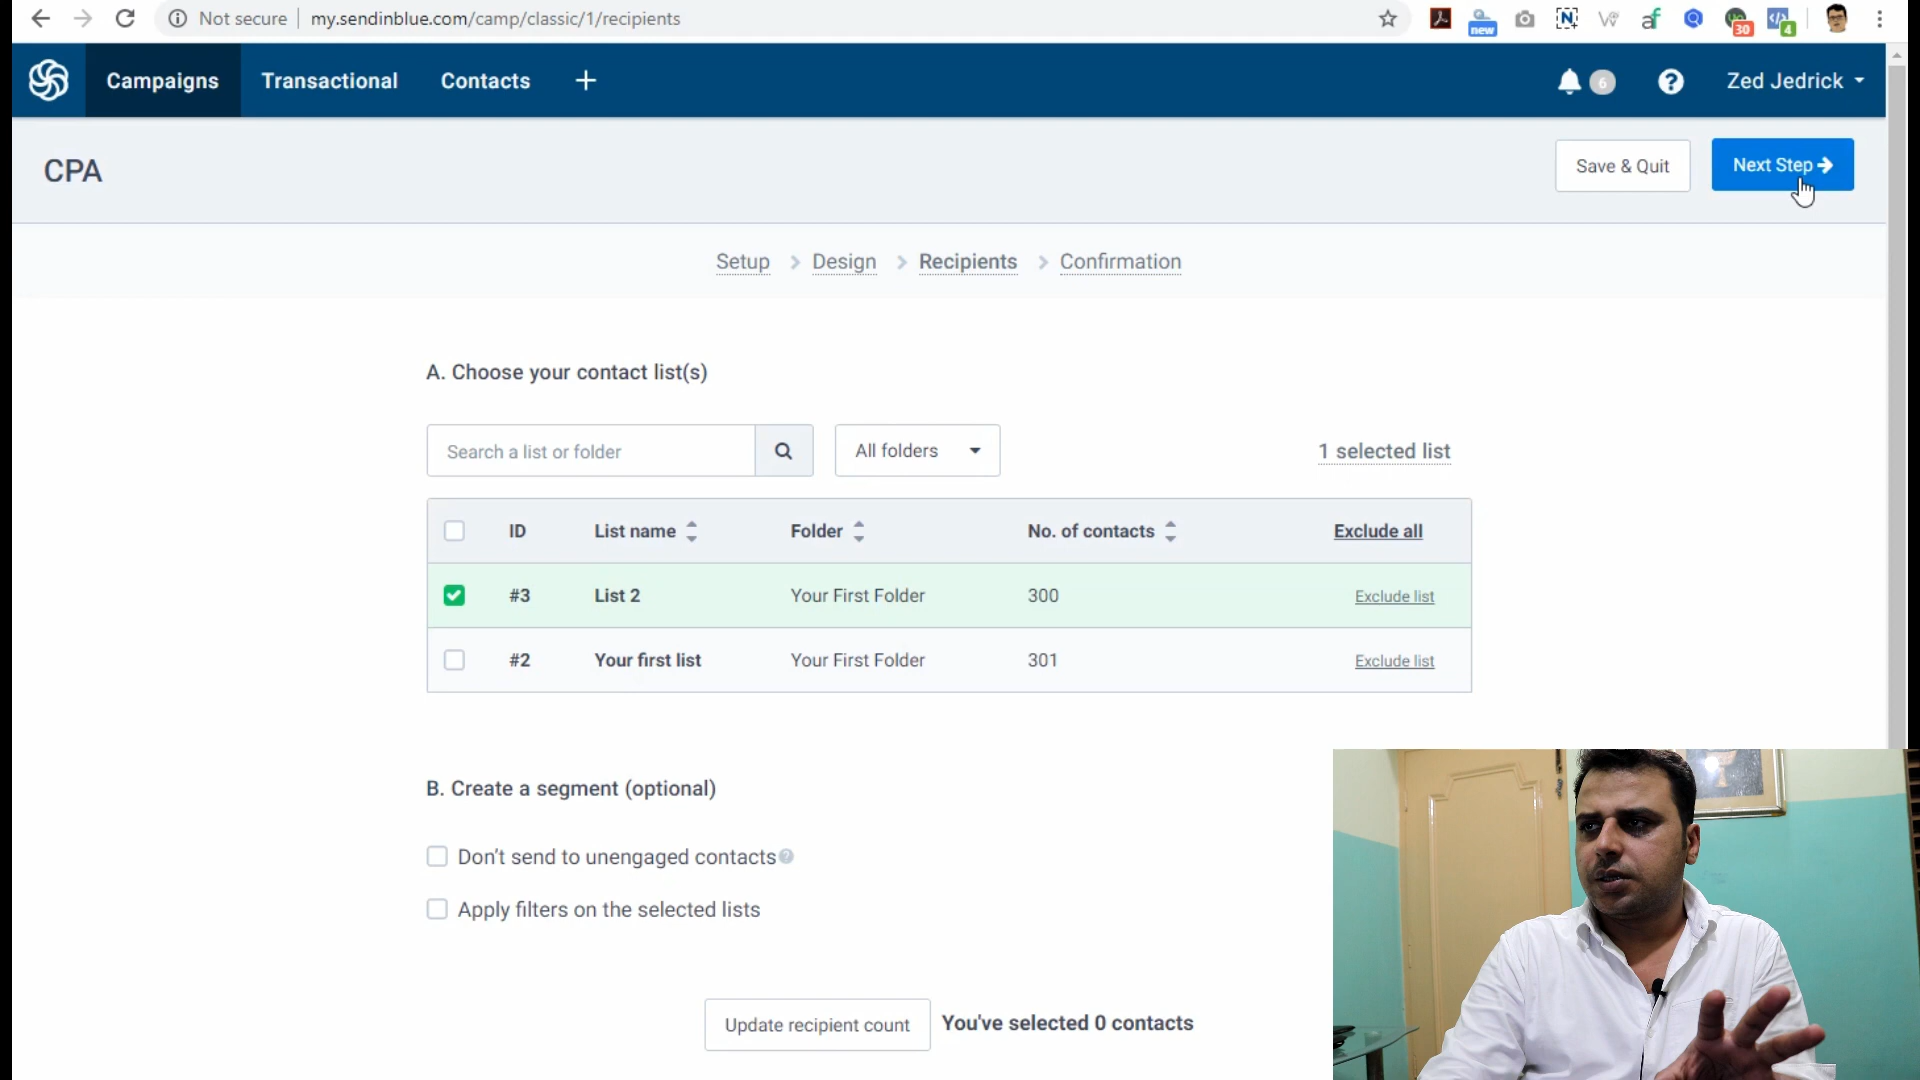 Not secure
my.sendinblue.com/camp/classic/1/recipients
new
30
4
Campaigns
Transactional
Contacts
+
6
?
Zed Jedrick
CPA
Save & Quit
Next Step
Setup
Design
Recipients
Confirmation
A. Choose your contact list(s)
Search a list or folder
All folders
1 selected list
ID
List name
Folder
No. of contacts
Exclude all
#3
List 2
Your First Folder
300
Exclude list
#2
Your first list
Your First Folder
301
Exclude list
B. Create a segment (optional)
Don't send to unengaged contacts
Apply filters on the selected lists
Update recipient count
You've selected 0 contacts